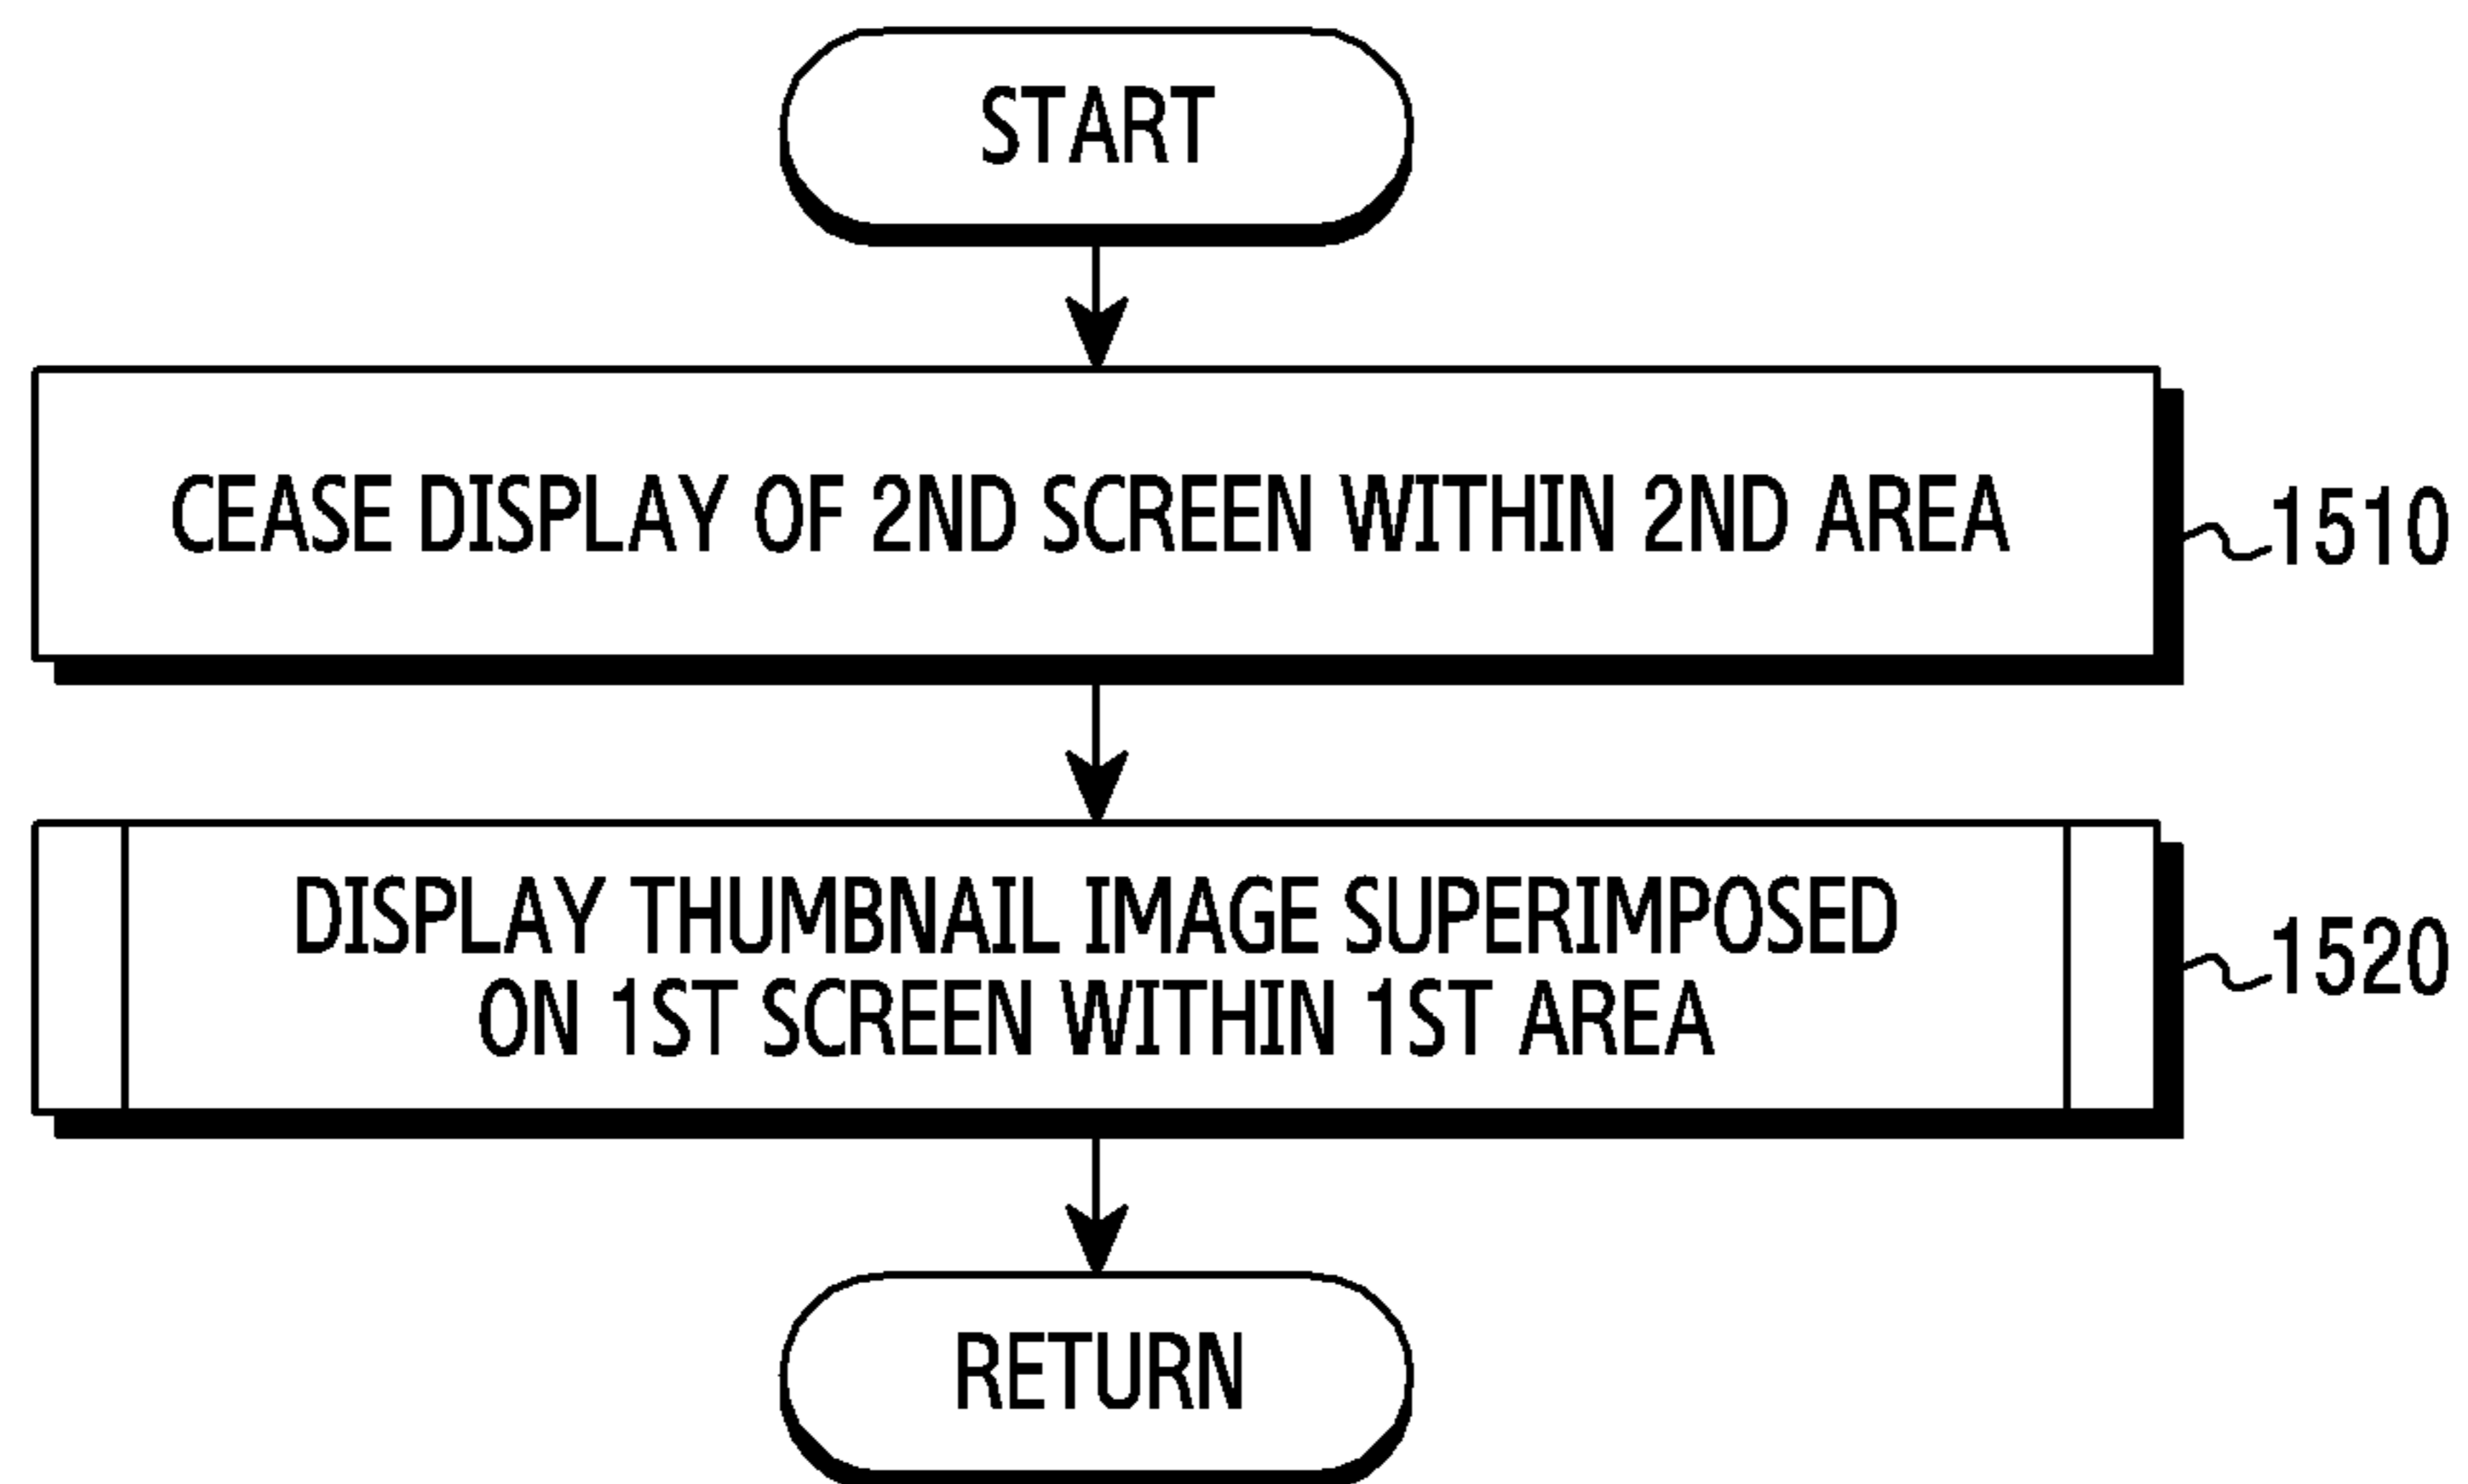 START
CEASE DISPLAY OF 2ND SCREEN WITHIN 2ND AREA
1510
DISPLAY THUMBNAIL IMAGE SUPERIMPOSED
ON 1ST SCREEN WITHIN 1ST AREA
1520
RETURN